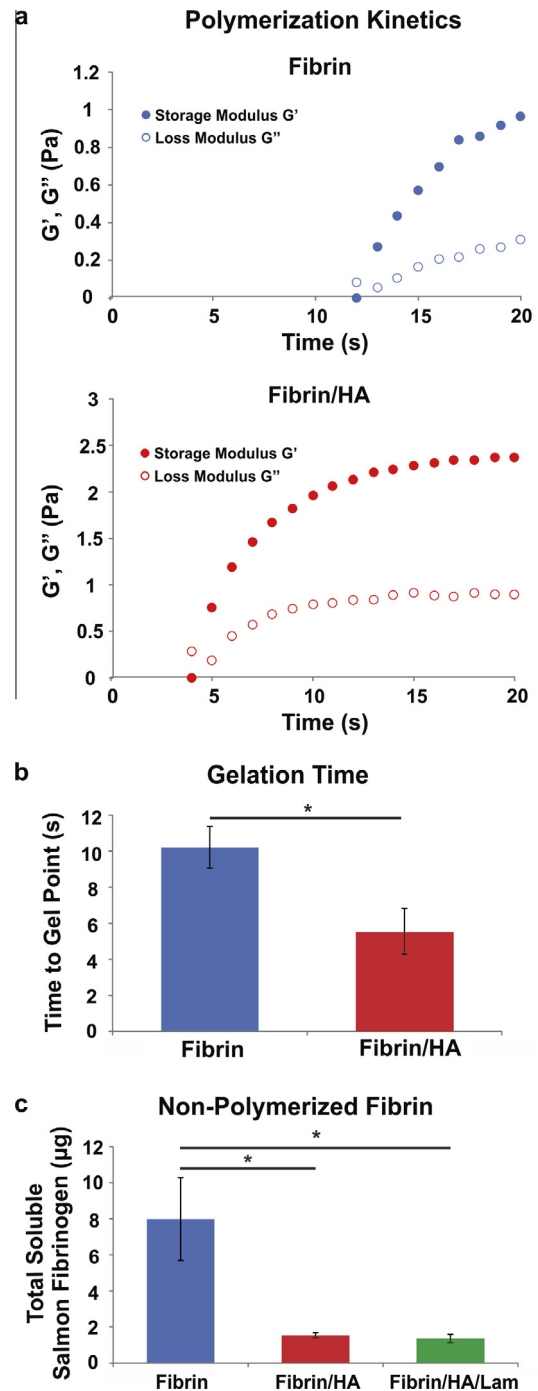 a
Polymerization Kinetics
Fibrin
1.2
1
0.8
0.6
0.4
0.2
0
G’, G” (Pa)
Storage Modulus G’
Loss Modulus G”
0 5 10 15 20
Time (s)
Fibrin/HA
3
2.5
2
1.5
1
0.5
0
G’, G” (Pa)
Storage Modulus G’
Loss Modulus G”
0 5 10 15 20
Time (s)
b
Gelation Time
12
10
8
6
4
2
0
Time to Gel Point (s)
*
Fibrin Fibrin/HA
c
Non-Polymerized Fibrin
12
10
8
6
4
2
0
Total Soluble
Salmon Fibrinogen (µg)
*
*
Fibrin Fibrin/HA Fibrin/HA/Lam